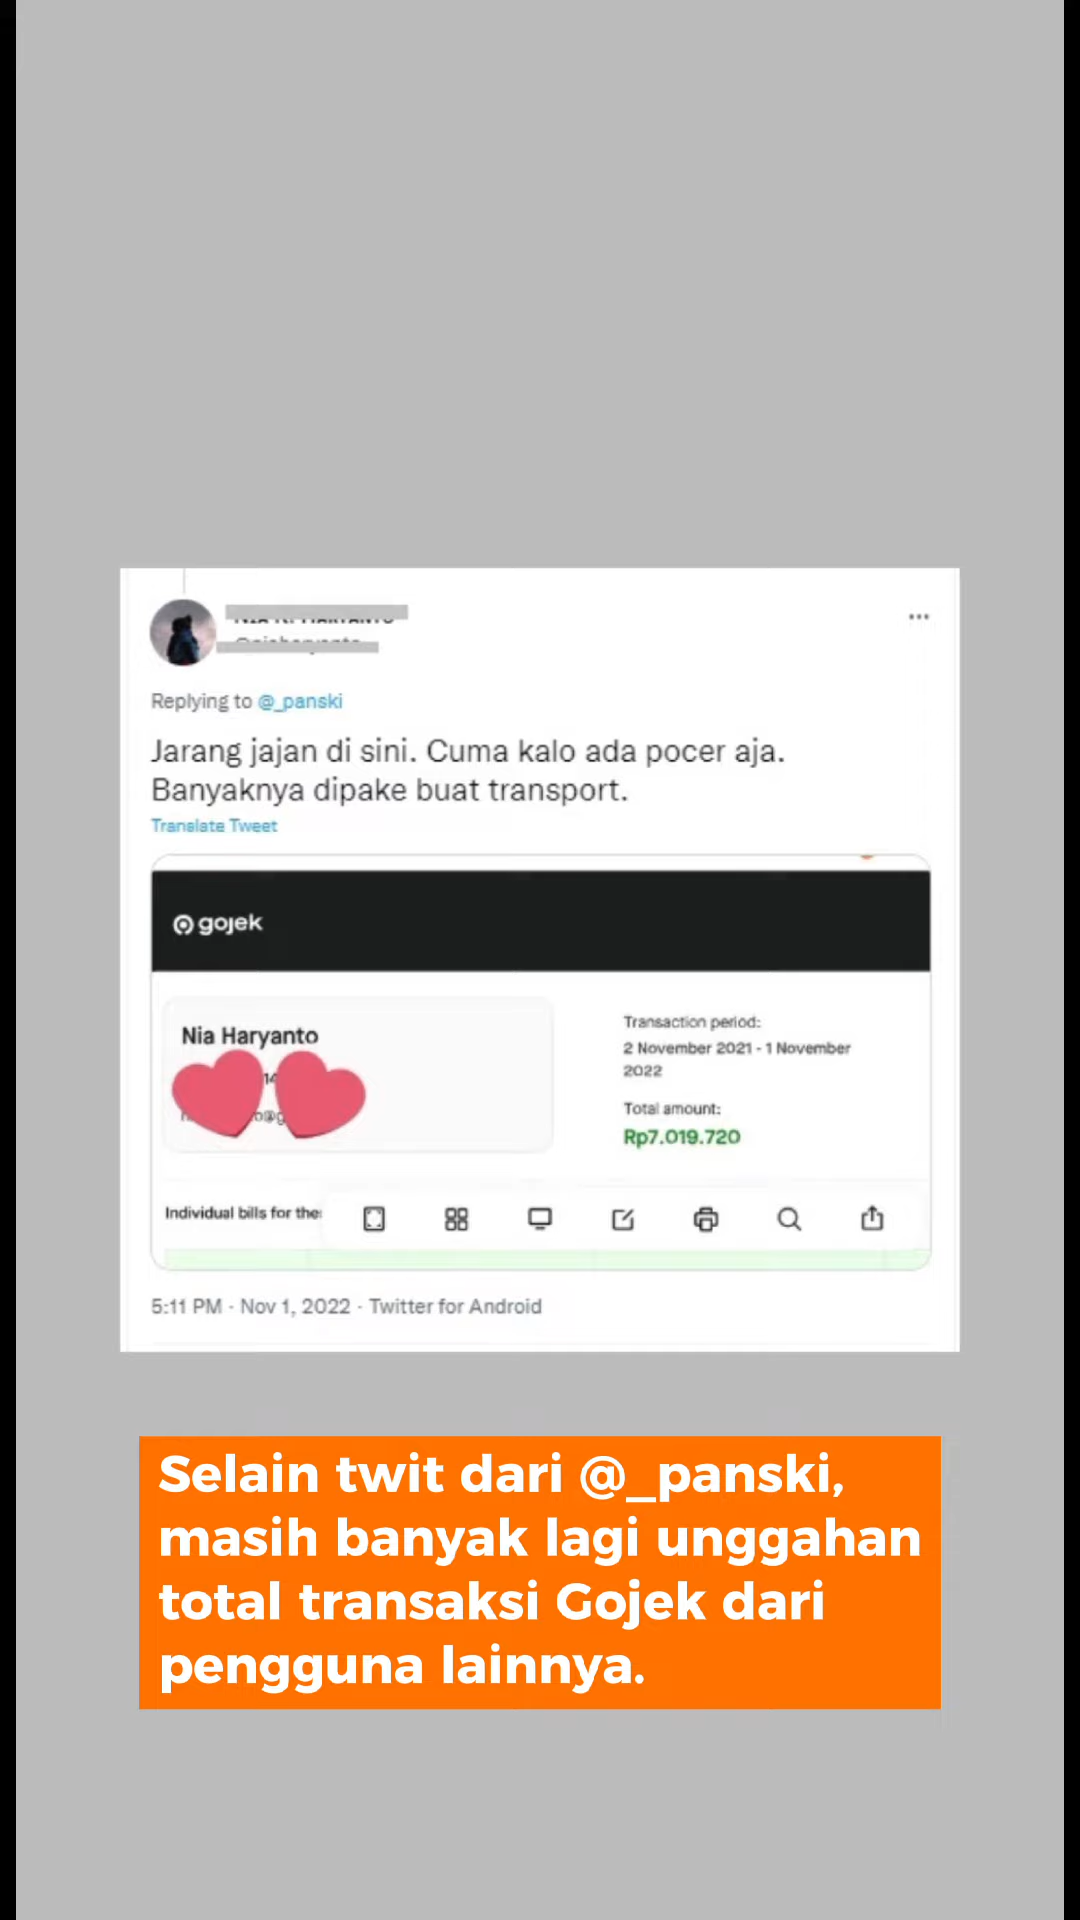 Replying to @_panski
Jarang jajan di sini. Cuma kalo ada pocer aja.
Banyaknya dipake buat transport.
Translate Tweet
gojek
Nia Haryanto
Transaction period:
2 November 2021 - 1 November
2022
Total amount:
Rp7.019.720
Individual bills for the
5:11 PM · Nov 1, 2022 · Twitter for Android
Selain twit dari @_panski,
masih banyak lagi unggahan
total transaksi Gojek dari
pengguna lainnya.